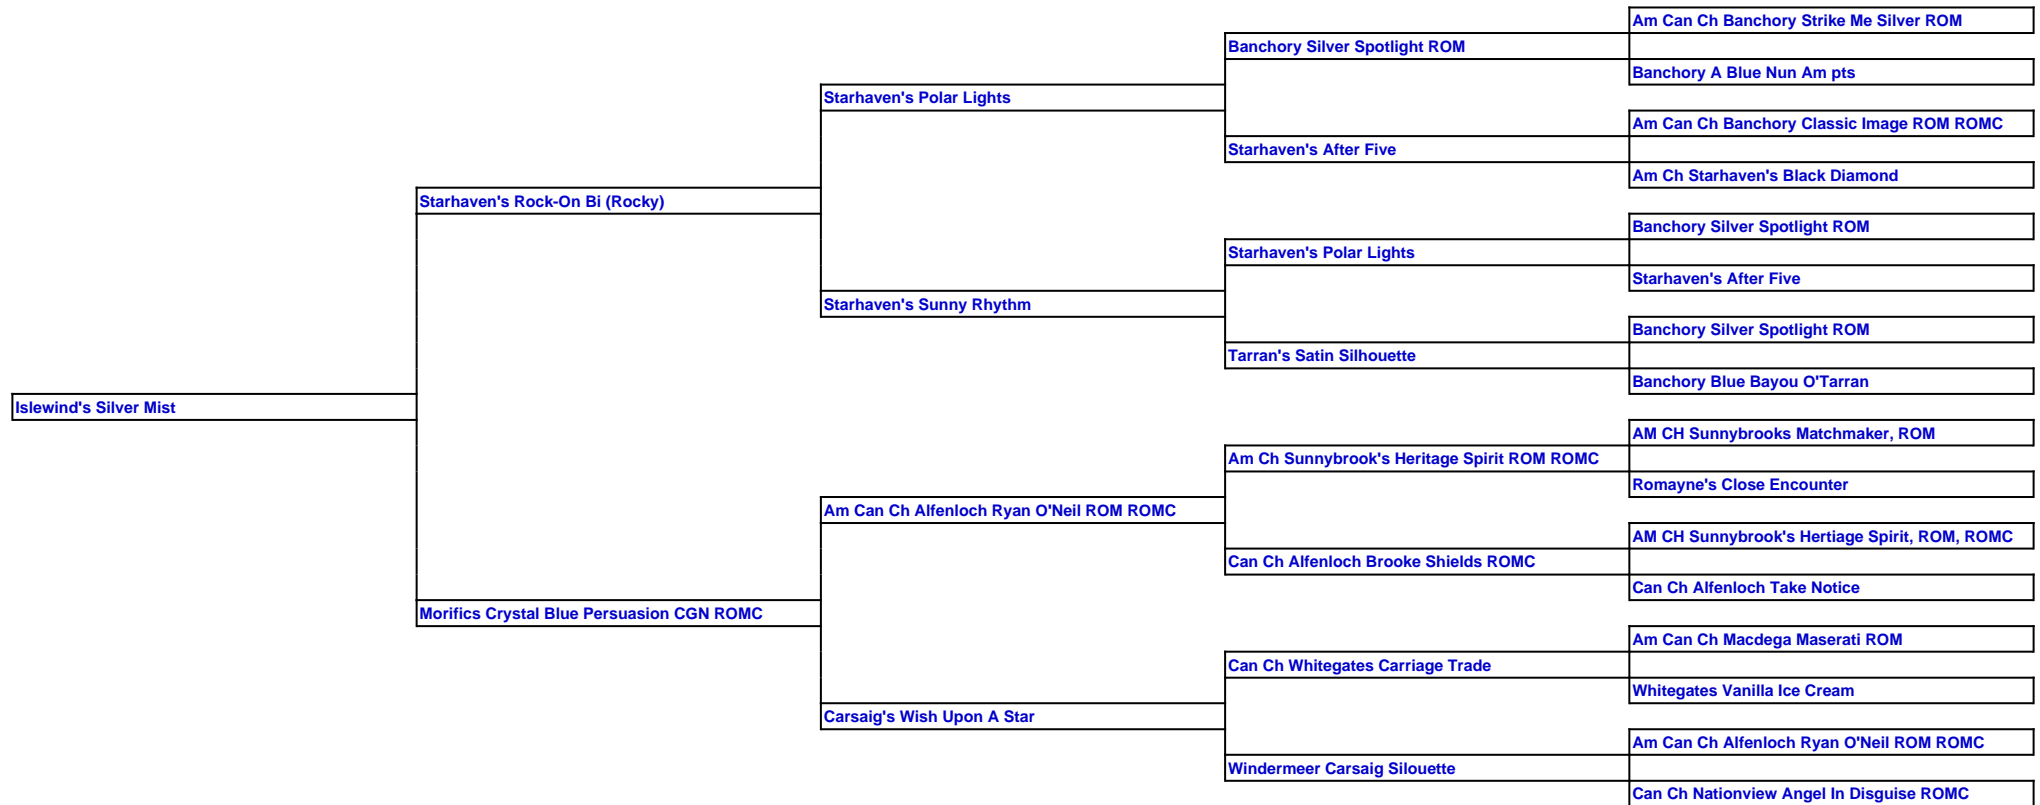 Am Can Ch Banchory Strike Me Silver ROM
Banchory Silver Spotlight ROM
Banchory A Blue Nun Am pts
Starhaven's Polar Lights
Am Can Ch Banchory Classic Image ROM ROMC
Starhaven's After Five
Am Ch Starhaven's Black Diamond
Starhaven's Rock-On Bi (Rocky)
Banchory Silver Spotlight ROM
Starhaven's Polar Lights
Starhaven's After Five
Starhaven's Sunny Rhythm
Banchory Silver Spotlight ROM
Tarran's Satin Silhouette
Banchory Blue Bayou O'Tarran
Islewind's Silver Mist
AM CH Sunnybrooks Matchmaker, ROM
Am Ch Sunnybrook's Heritage Spirit ROM ROMC
Romayne's Close Encounter
Am Can Ch Alfenloch Ryan O'Neil ROM ROMC
AM CH Sunnybrook's Hertiage Spirit, ROM, ROMC
Can Ch Alfenloch Brooke Shields ROMC
Can Ch Alfenloch Take Notice
Morifics Crystal Blue Persuasion CGN ROMC
Am Can Ch Macdega Maserati ROM
Can Ch Whitegates Carriage Trade
Whitegates Vanilla Ice Cream
Carsaig's Wish Upon A Star
Am Can Ch Alfenloch Ryan O'Neil ROM ROMC
Windermeer Carsaig Silouette
Can Ch Nationview Angel In Disguise ROMC